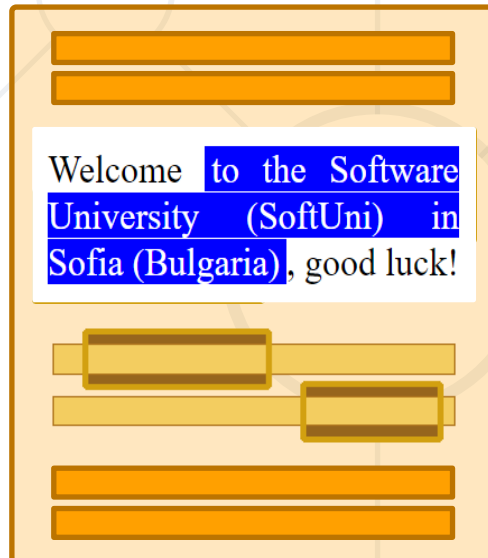 Welcome to the Software
University (SoftUni) in
Sofia (Bulgaria), good luck!